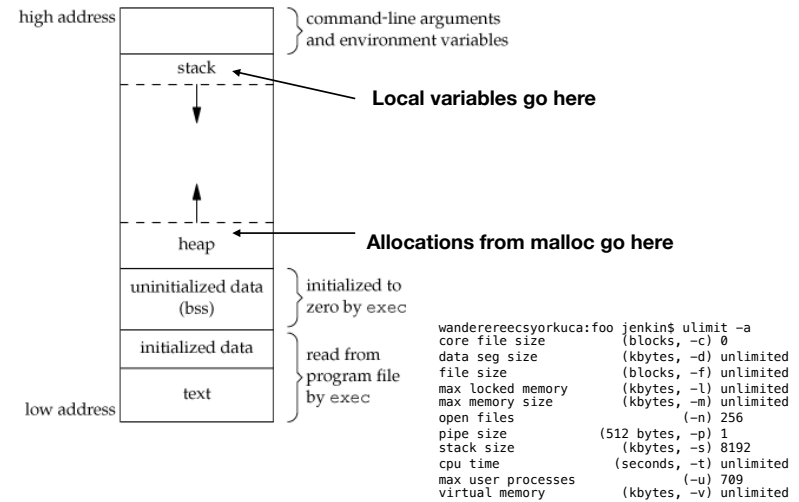 high address
command-line arguments
and environment variables
stack
Local variables go here
heap
Allocations from malloc go here
uninitialized data
(bss)
initialized to
zero by exec
initialized data
read from
program file
by exec
text
low address
wanderereecsyorkuca:foo jenkin$ ulimit -a
core file size (blocks, -c) 0
data seg size (kbytes, -d) unlimited
file size (blocks, -f) unlimited
max locked memory (kbytes, -l) unlimited
max memory size (kbytes, -m) unlimited
open files (-n) 256
pipe size (512 bytes, -p) 1
stack size (kbytes, -s) 8192
cpu time (seconds, -t) unlimited
max user processes (-u) 709
virtual memory (kbytes, -v) unlimited